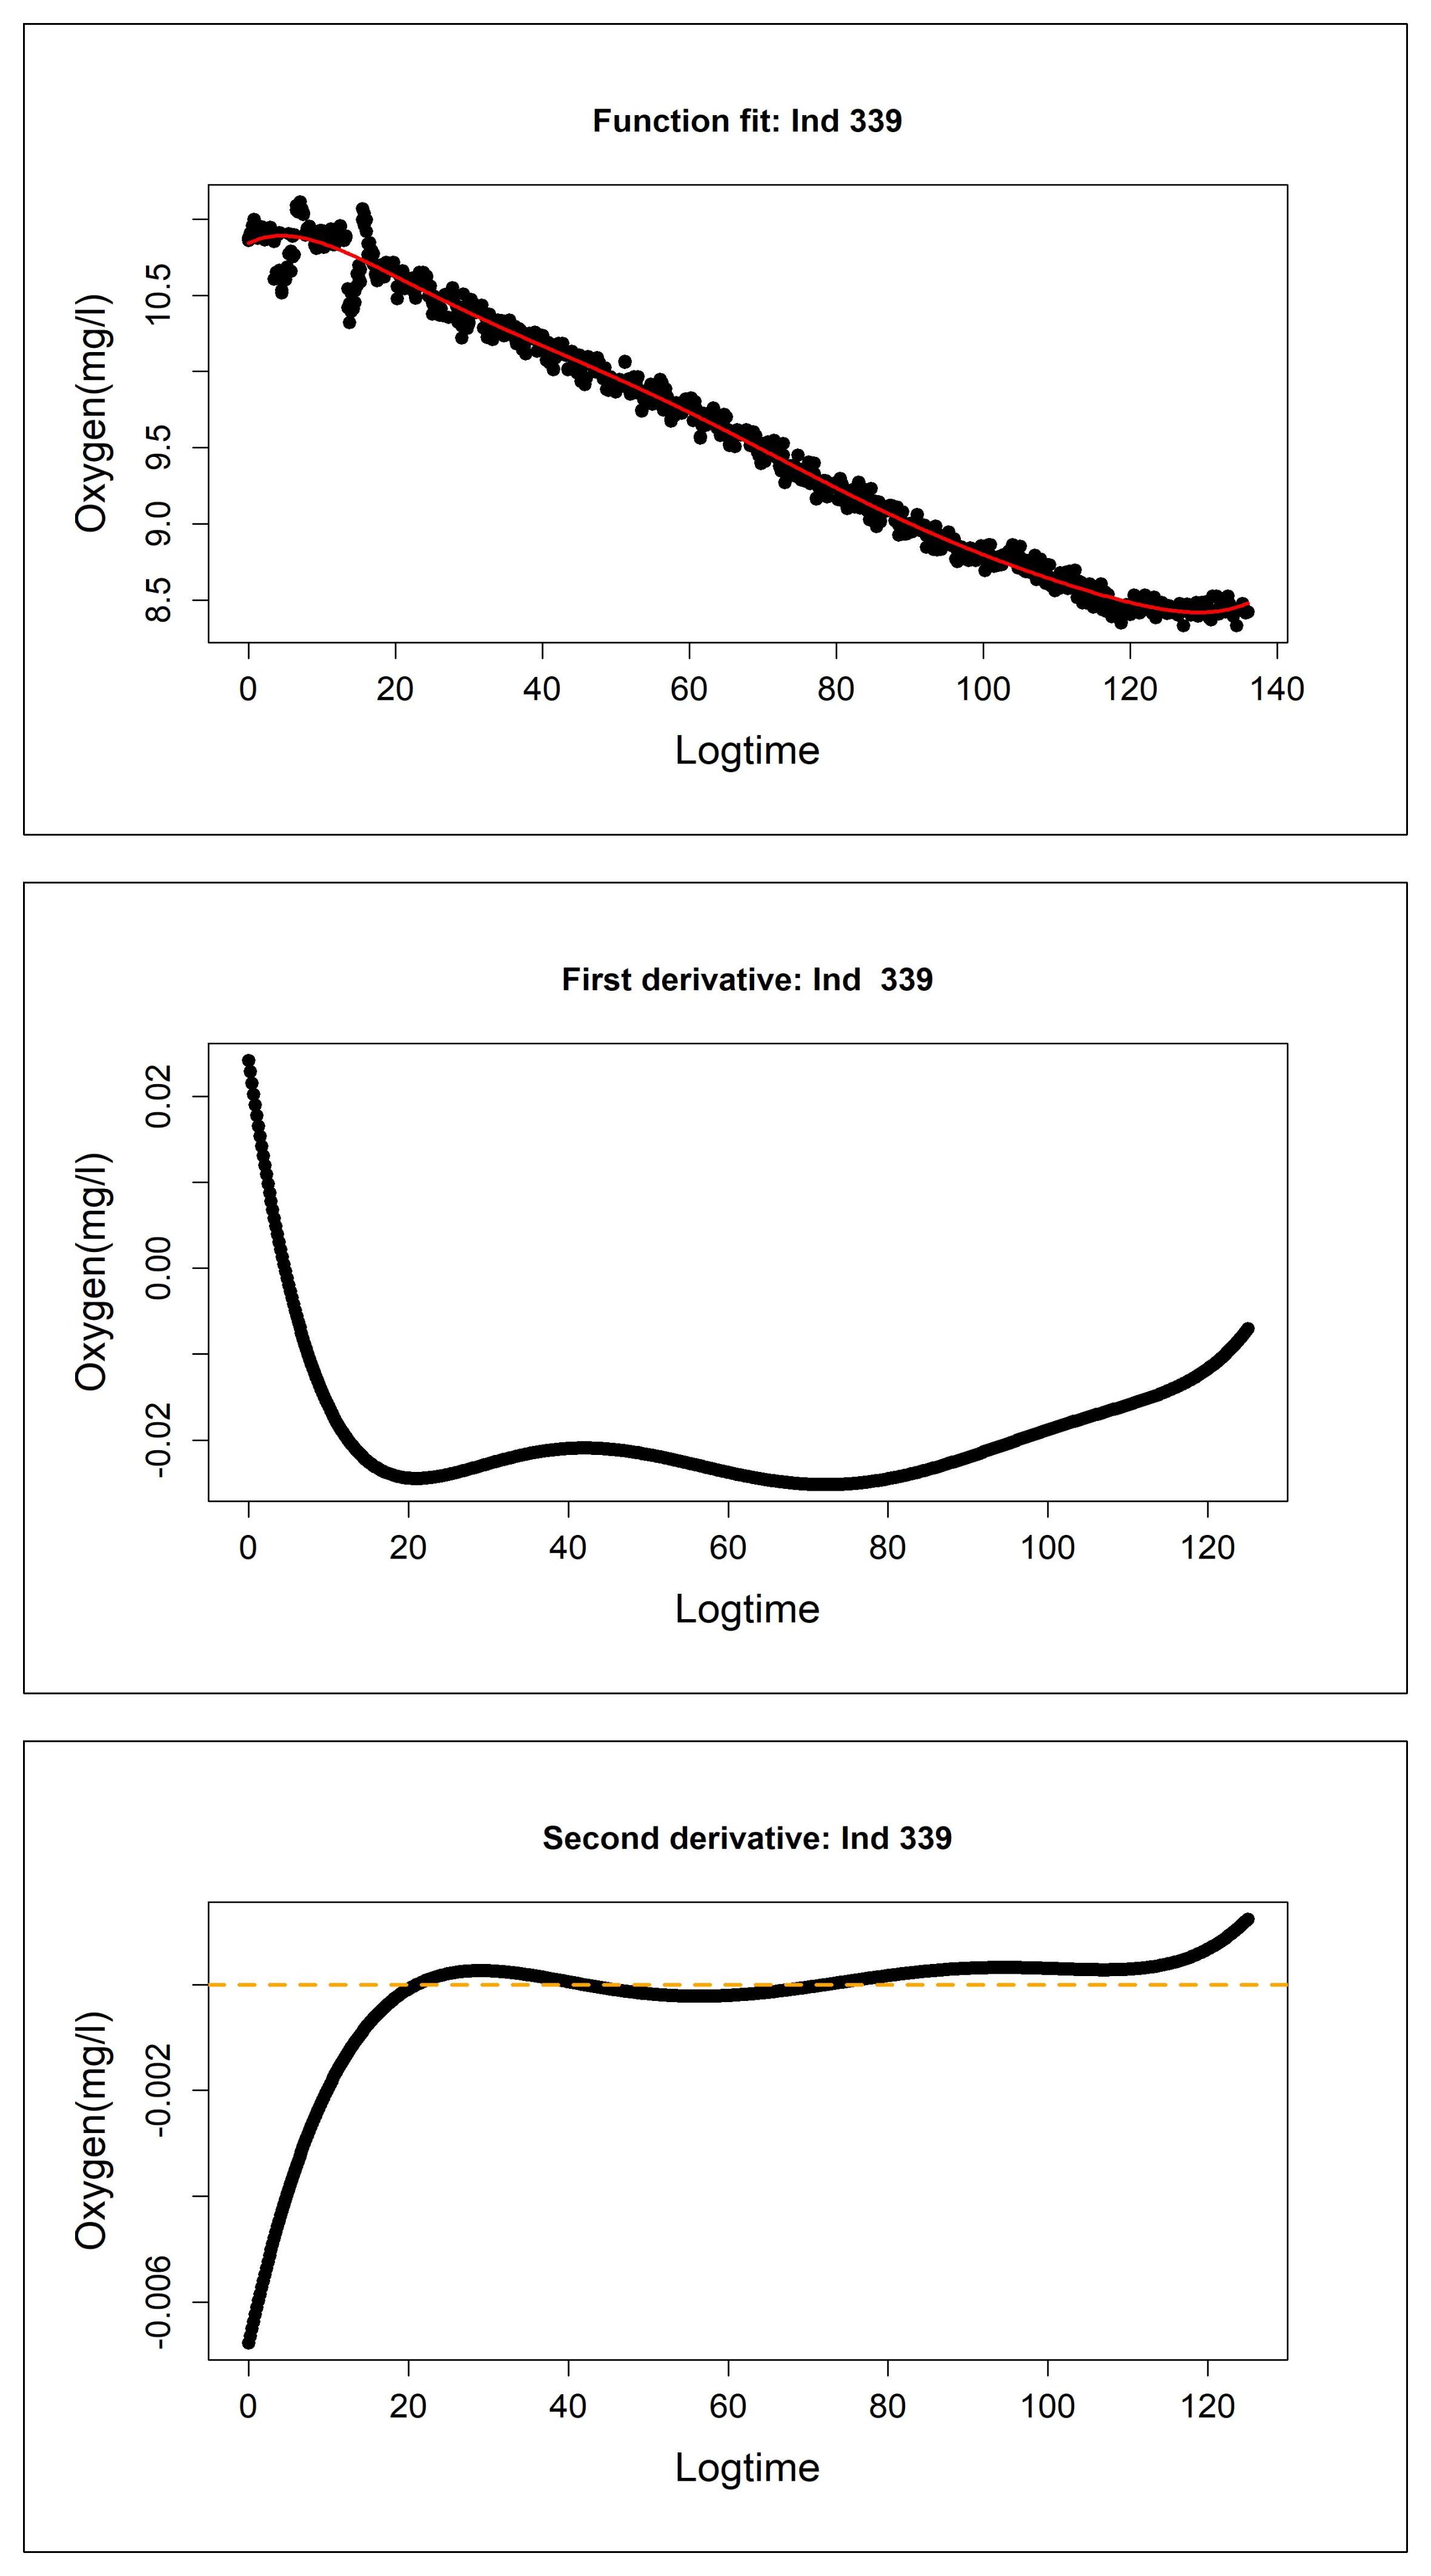 Function fit: Ind 339
Oxygen(mg/l)
10.5
9.5
9.0
8.5
0 20 40 60 80 100 120 140
Logtime
First derivative: Ind  339
Oxygen(mg/l)
0.02
0.00
-0.02
0 20 40 60 80 100 120
Logtime
Second derivative: Ind 339
Oxygen(mg/l)
-0.002
-0.006
0 20 40 60 80 100 120
Logtime